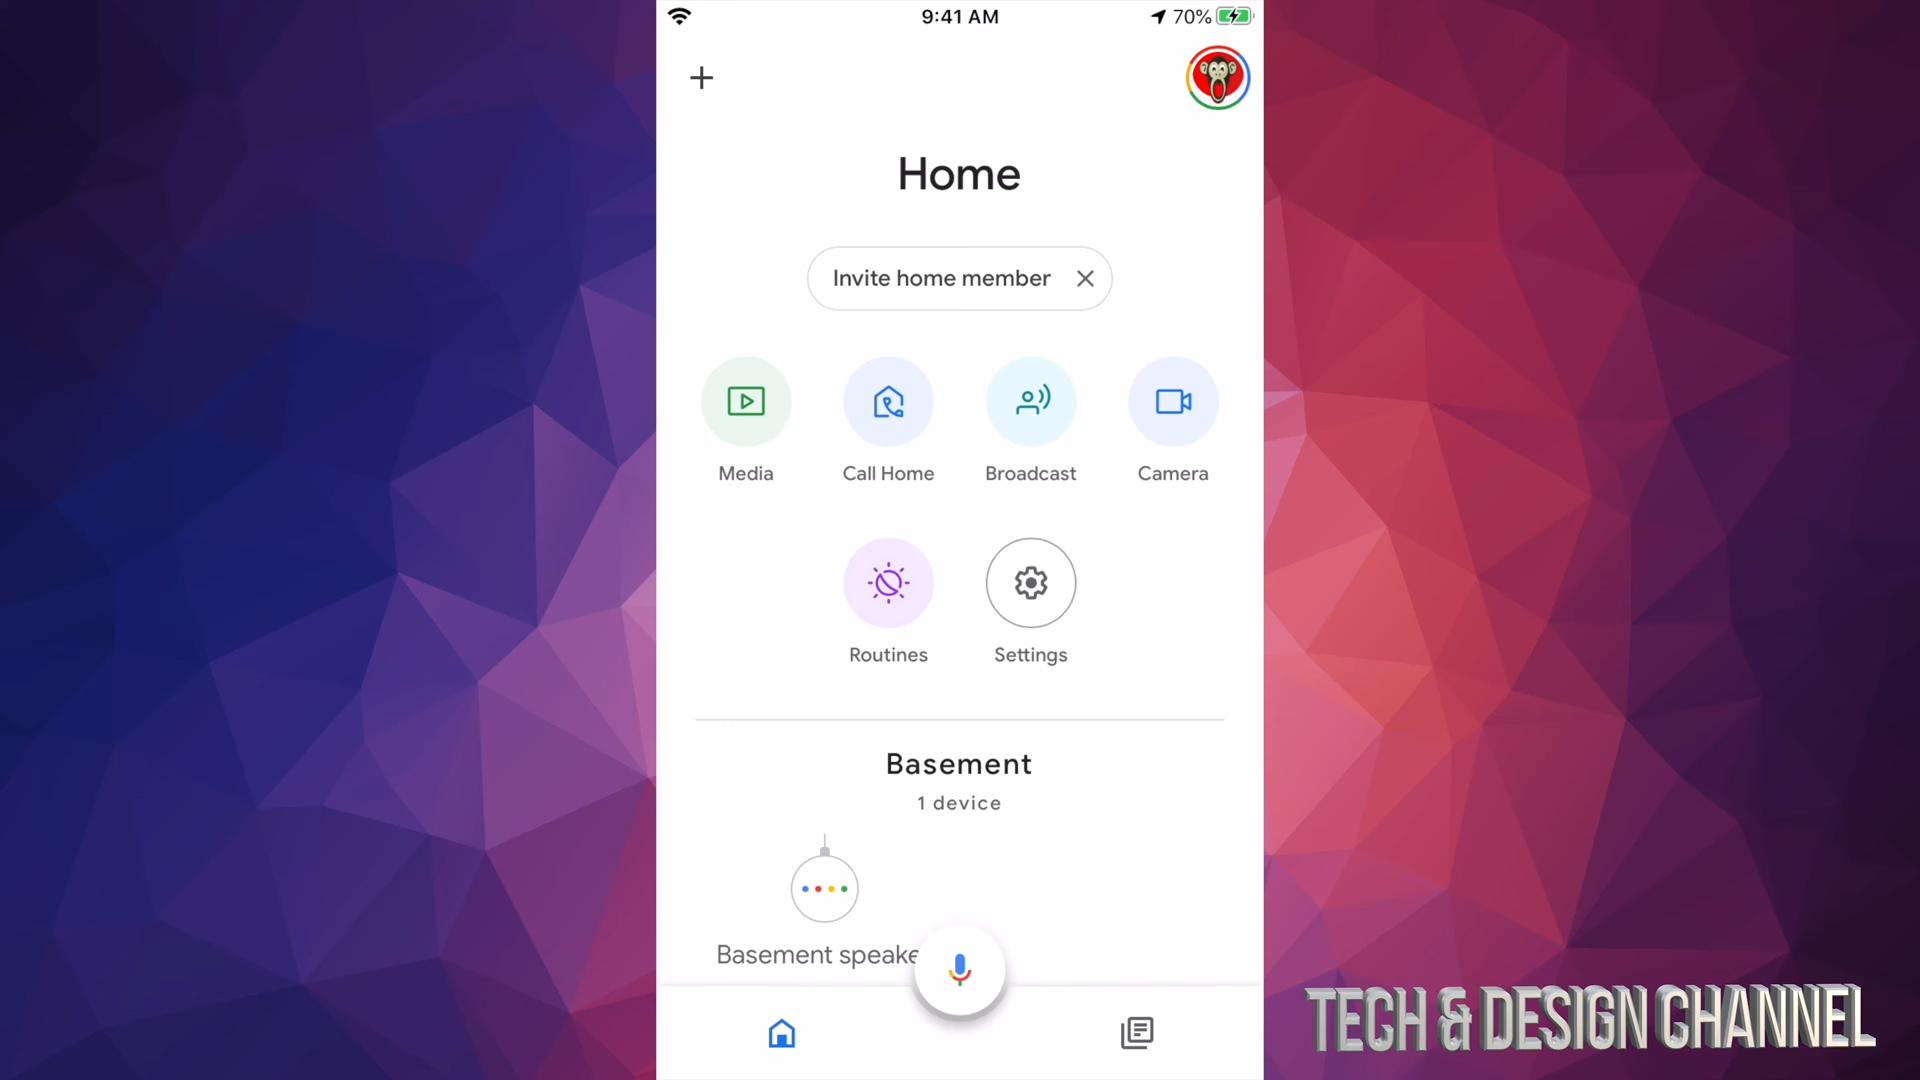 9:41 AM
70%
Home
Invite home member
Media
Call Home
Broadcast
Camera
Routines
Settings
Basement
1 device
Basement speake
TECH & DESIGN CHANNEL